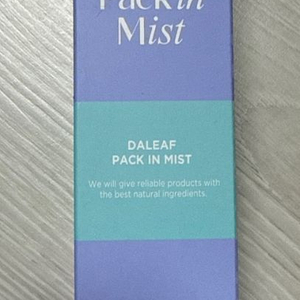 Pack in
Mist
DALEAF
PACK IN MIST
We will give reliable products with
the best natural ingredients.